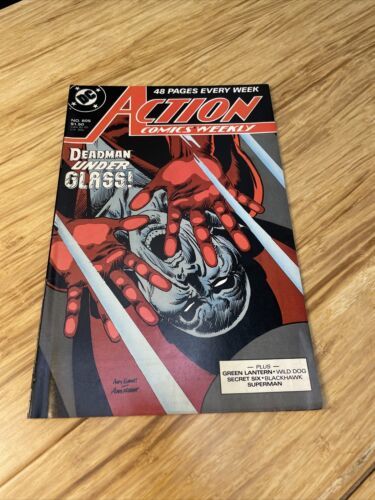 48 PAGES EVERY WEEK
DC
ACTION
COMICS WEEKLY
NO. 605
$1.50
DEADMAN
UNDER
GLASS!
— PLUS —
GREEN LANTERN • WILD DOG
SECRET SIX • BLACKHAWK
SUPERMAN